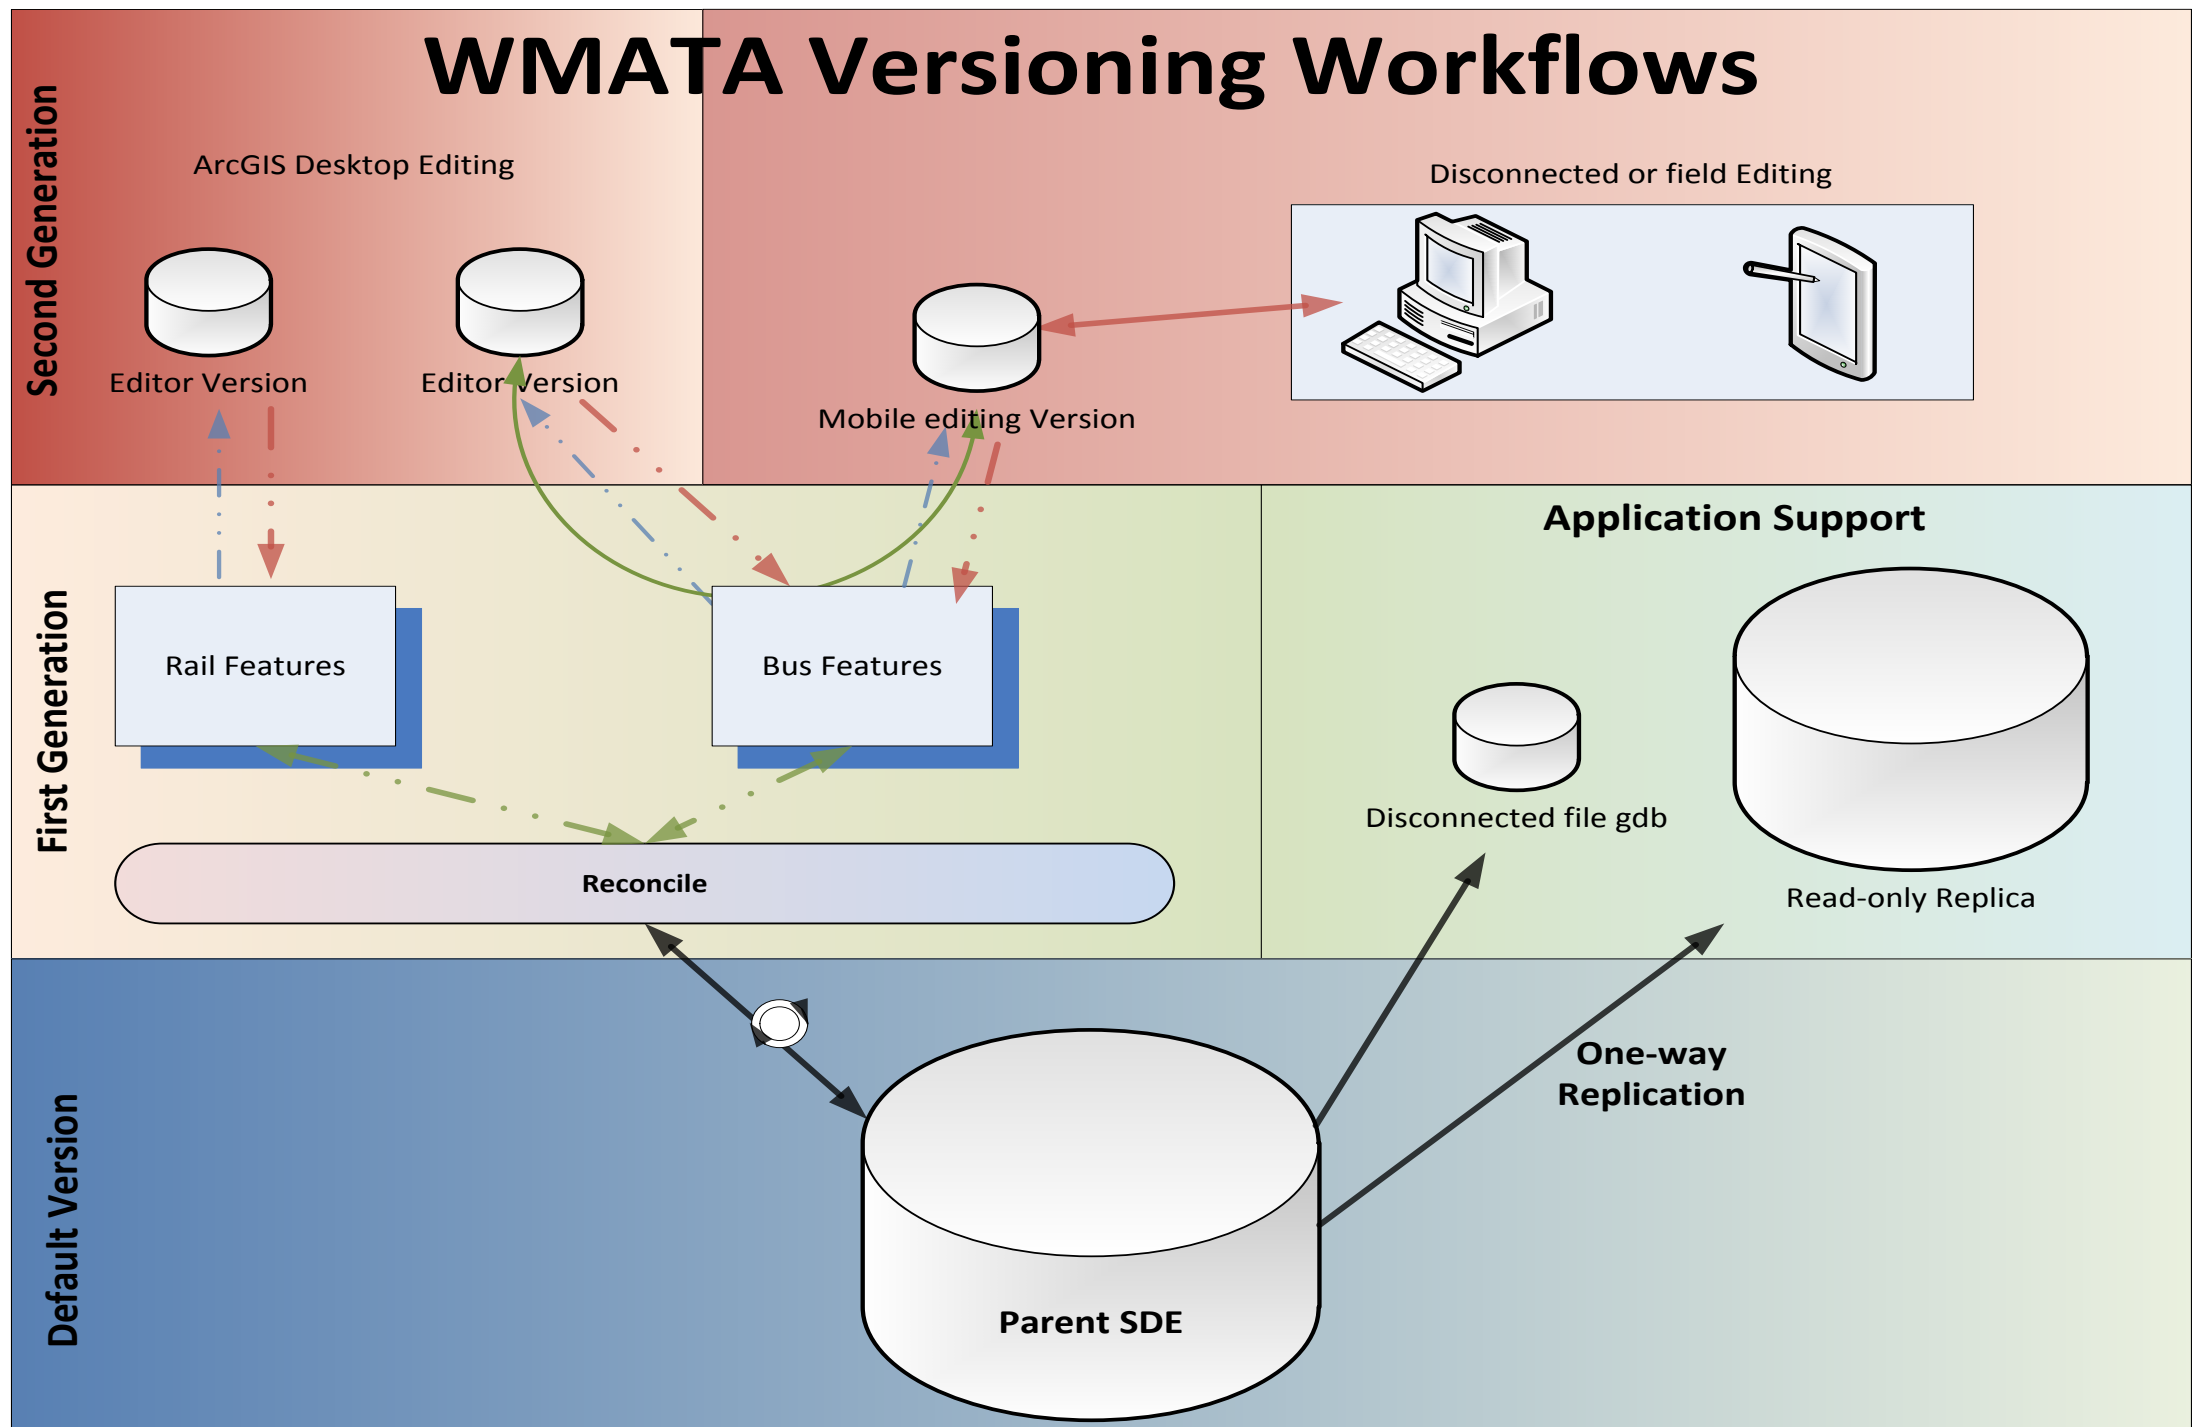 WMATA Versioning Workflows
Second Generation
ArcGIS Desktop Editing
Disconnected or field Editing
Editor Version
Editor Version
Mobile editing Version
First Generation
Application Support
Rail Features
Bus Features
Disconnected file gdb
Reconcile
Read-only Replica
Default Version
One-way
Replication
Parent SDE